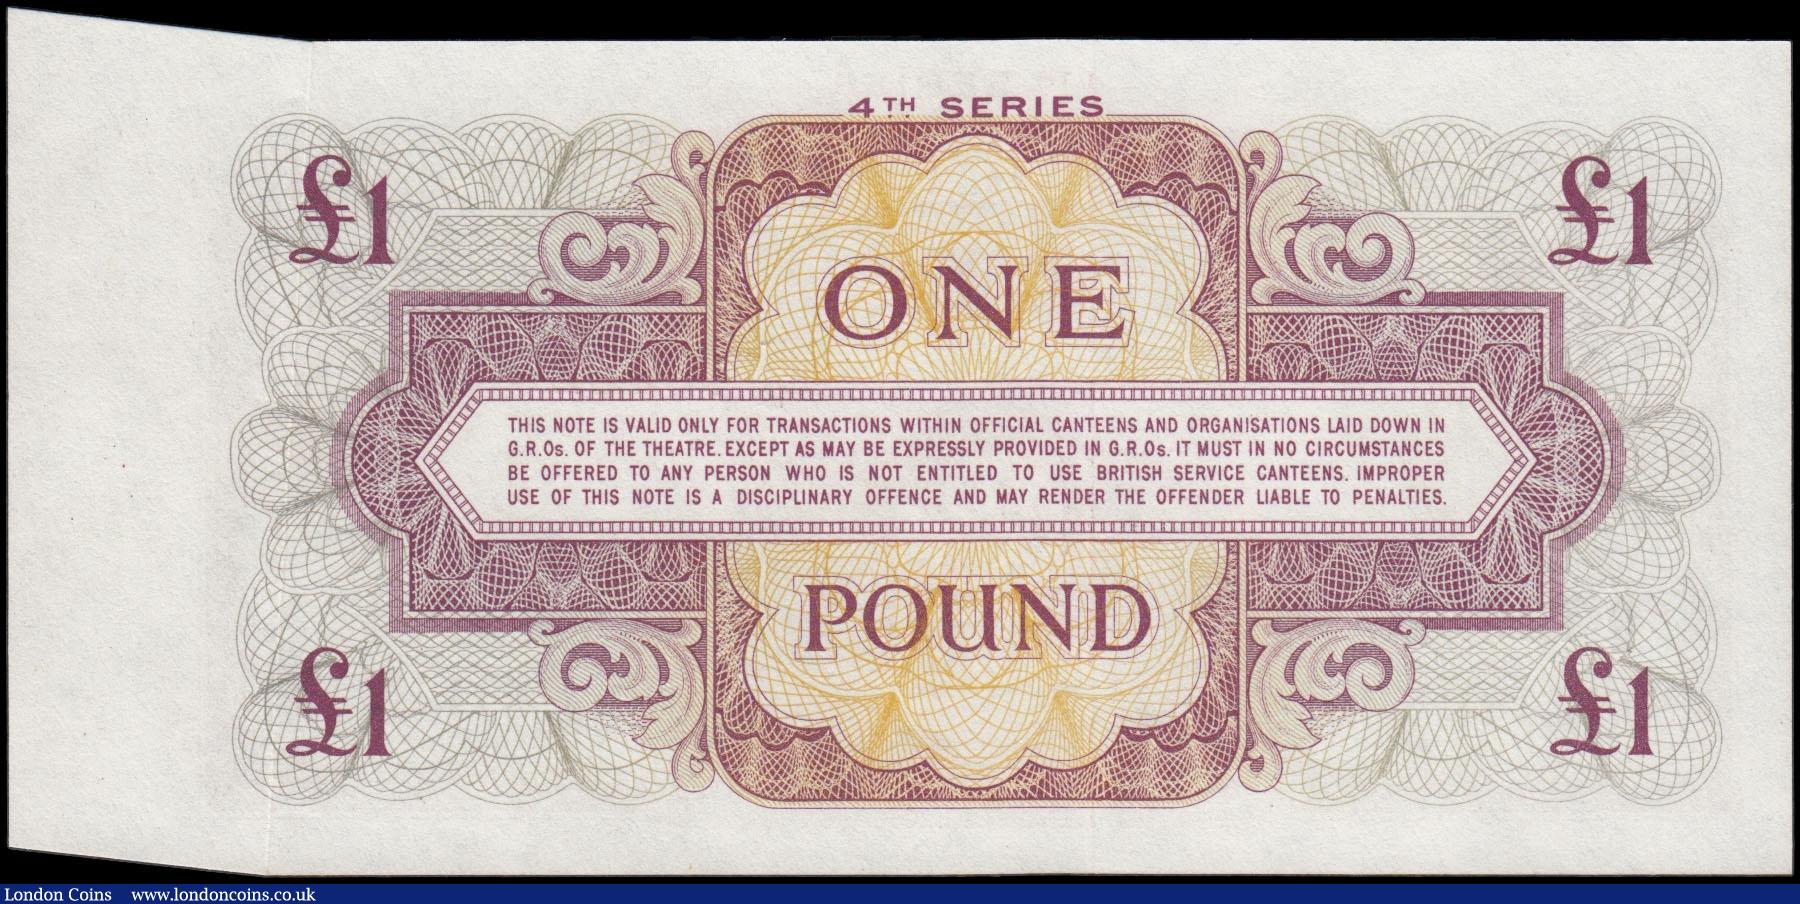 4TH SERIES
£1 £1
ONE
THIS NOTE IS VALID ONLY FOR TRANSACTIONS WITHIN OFFICIAL CANTEENS AND ORGANISATIONS LAID DOWN IN
G.R.Os. OF THE THEATRE. EXCEPT AS MAY BE EXPRESSLY PROVIDED IN G.R.Os. IT MUST IN NO CIRCUMSTANCES
BE OFFERED TO ANY PERSON WHO IS NOT ENTITLED TO USE BRITISH SERVICE CANTEENS. IMPROPER
USE OF THIS NOTE IS A DISCIPLINARY OFFENCE AND MAY RENDER THE OFFENDER LIABLE TO PENALTIES.
POUND
£1 £1
London Coins www.londoncoins.co.uk